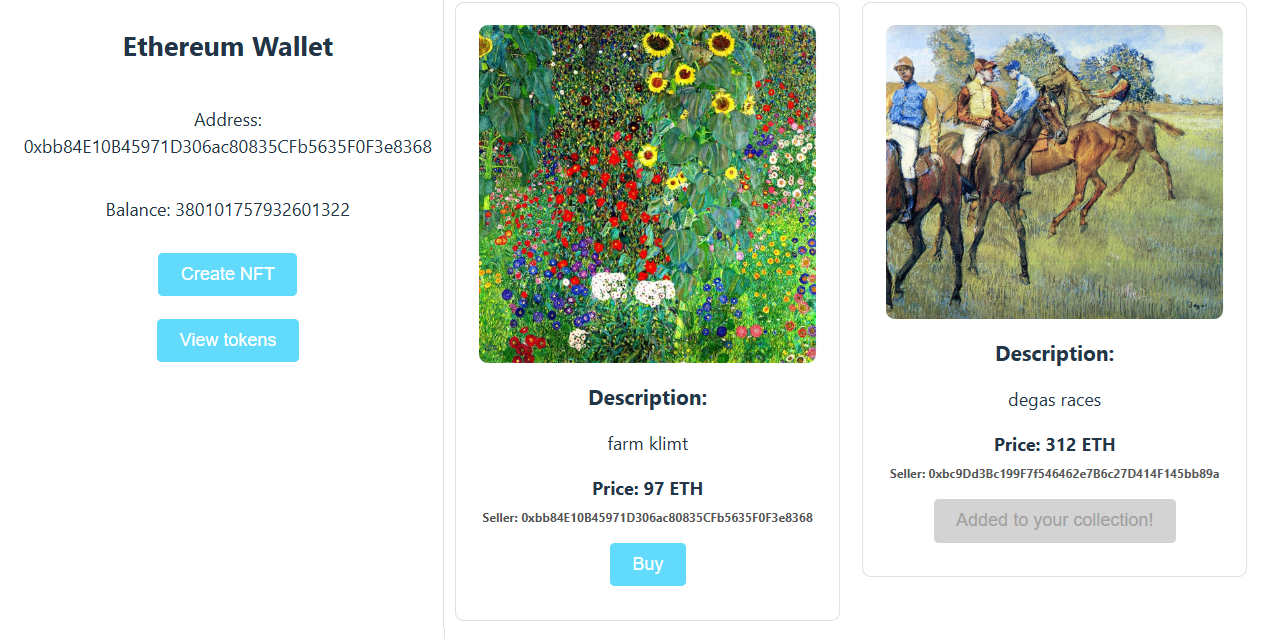 Ethereum Wallet
Address:
0xbb84E10B45971D306ac80835CFb5635F0F3e8368
Balance: 380101757932601322
Create NFT
View tokens
Description:
farm klimt
Price: 97 ETH
Seller: 0xbb84E10B45971D306ac80835CFb5635F0F3e8368
Buy
Description:
degas races
Price: 312 ETH
Seller: 0xbc9Dd3Bc199F7f546462e7B6c27D414F145bb89a
Added to your collection!